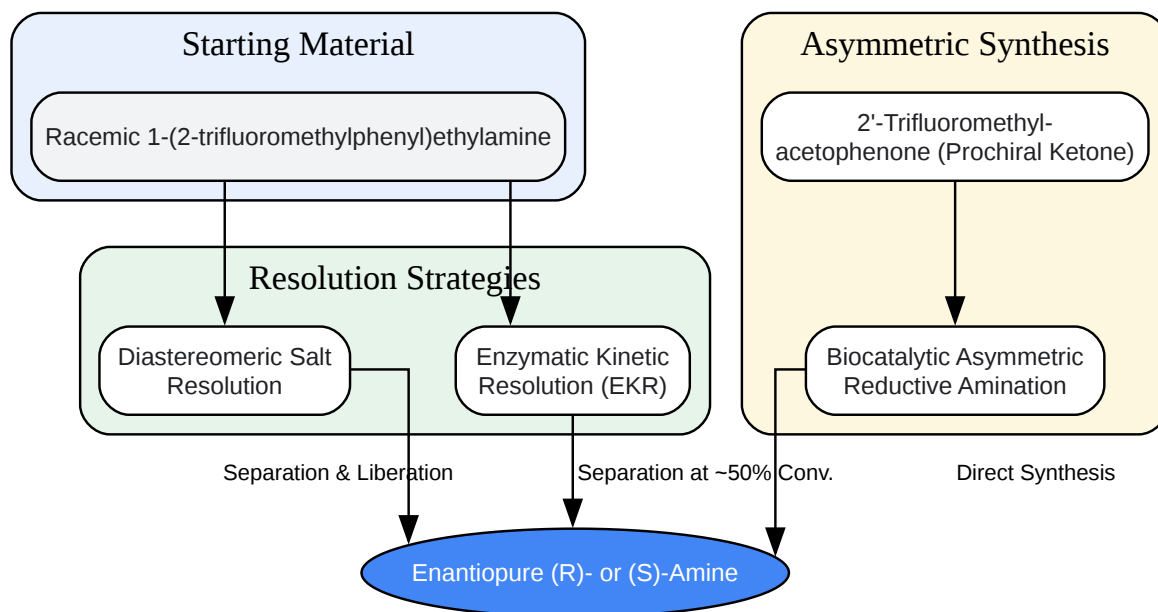 Starting Material
Racemic 1-(2-trifluoromethylphenyl)ethylamine
Asymmetric Synthesis
2'-Trifluoromethyl-
acetophenone (Prochiral Ketone)
Resolution Strategies
Diastereomeric Salt
Resolution
Enzymatic Kinetic
Resolution (EKR)
Biocatalytic Asymmetric
Reductive Amination
Separation & Liberation
Separation at ~50% Conv.
Direct Synthesis
Enantiopure (R)- or (S)-Amine